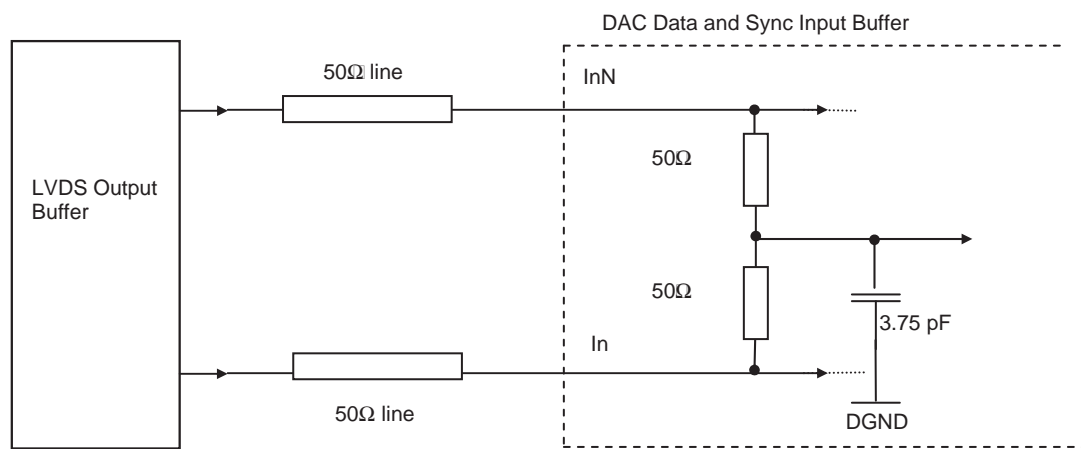 DAC Data and Sync Input Buffer
50Ω line
InN
50Ω
LVDS Output
Buffer
50Ω
3.75 pF
In
50Ω line
DGND